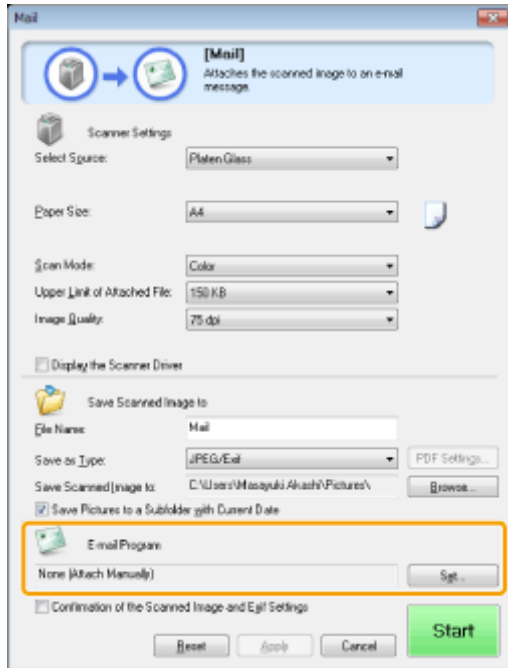 Mail
[Mail]
Attaches the scanned image to an e-mail
message.
Scanner Settings
Select Source: Platen Glass
Paper Size: A4
Scan Mode: Color
Upper Limit of Attached File: 150 KB
Image Quality: 75 dpi
Display the Scanner Driver
Save Scanned Image to
File Name: Mail
Save as Type: JPEG/Exif PDF Settings...
Save Scanned Image to: C:\Users\Masayuki.Akashi\Pictures\ Browse...
Save Pictures to a Subfolder with Current Date
E-mail Program
None (Attach Manually) Set...
Confirmation of the Scanned Image and Exif Settings
Start
Reset Apply Cancel